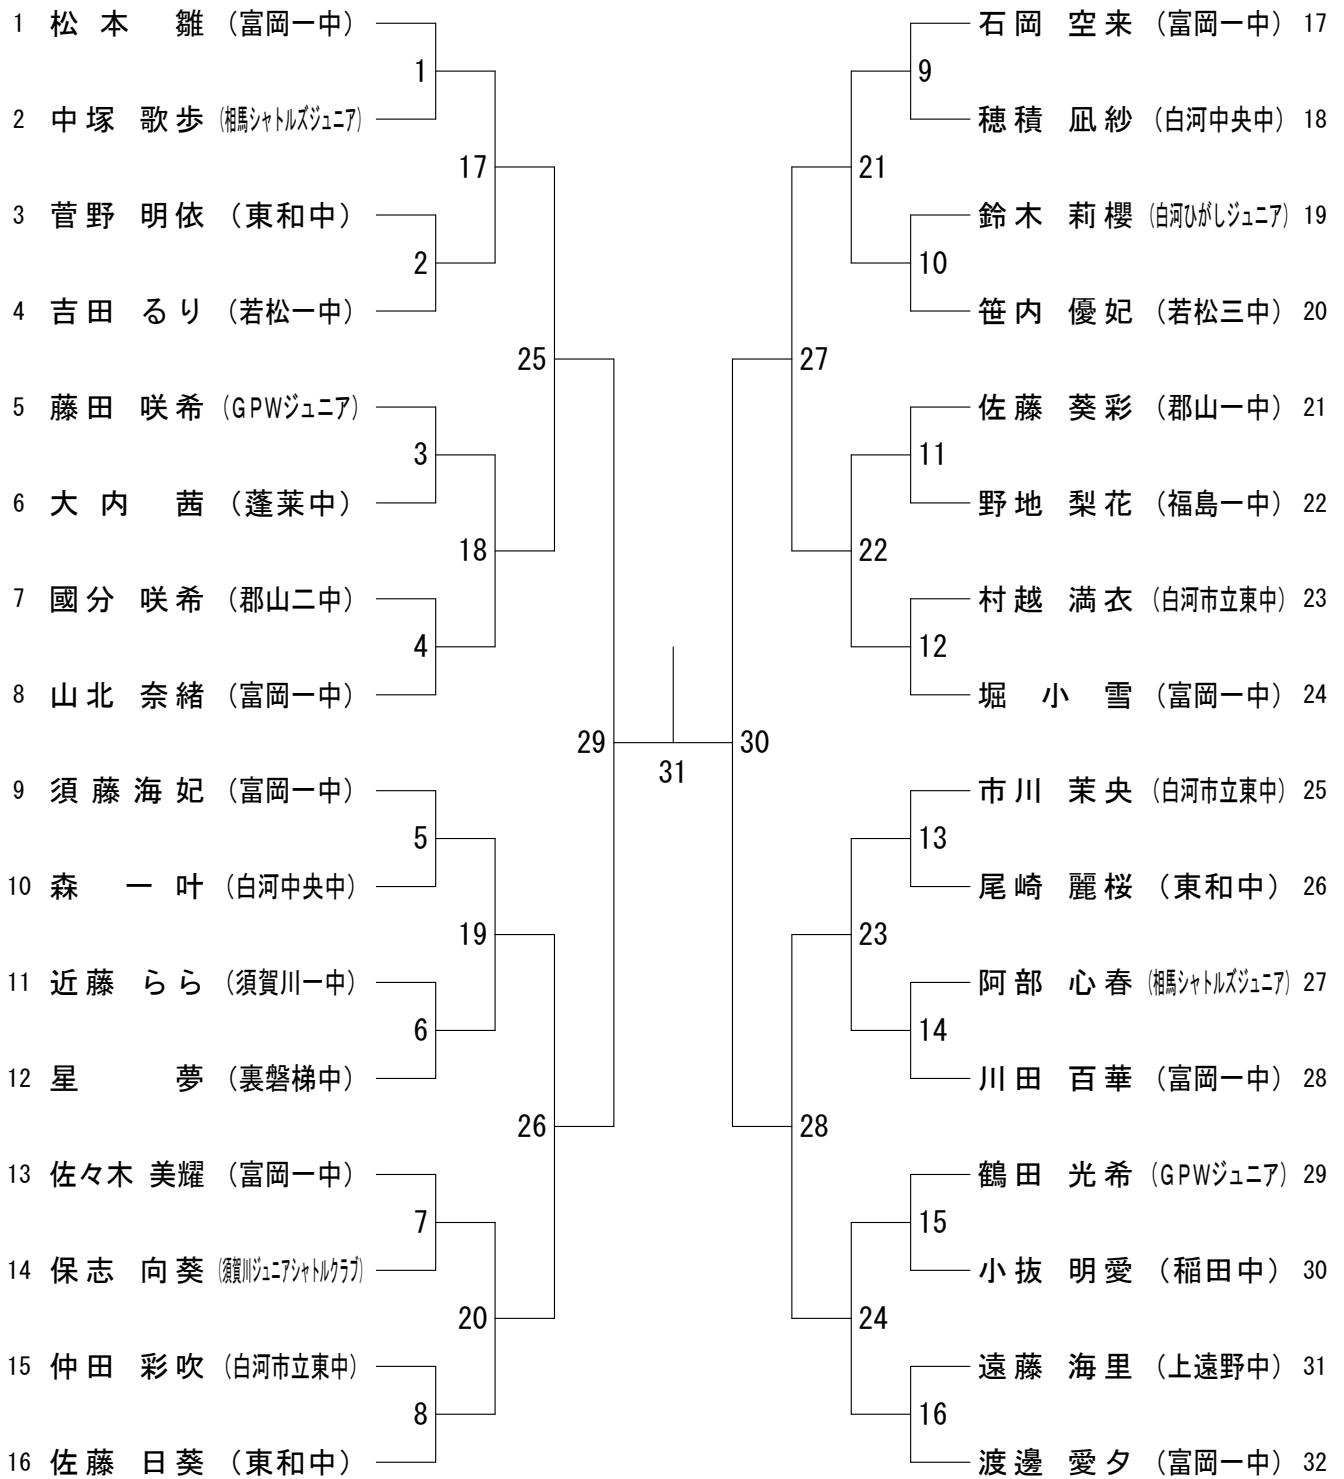 1 松本 雛 (富岡一中)
2 中塚 歌歩 (相馬シャトルズジュニア)
3 菅野 明依 (東和中)
4 吉田 るり (若松一中)
5 藤田 咲希 (GPWジュニア)
6 大内 茜 (蓬莱中)
7 國分 咲希 (郡山二中)
8 山北 奈緒 (富岡一中)
9 須藤海妃 (富岡一中)
10 森 一叶 (白河中央中)
11 近藤 らら (須賀川一中)
12 星 夢 (裏磐梯中)
13 佐々木 美耀 (富岡一中)
14 保志 向葵 (須賀川ジュニアシャトルクラブ)
15 仲田 彩吹 (白河市立東中)
16 佐藤 日葵 (東和中)
1
2
3
4
5
6
7
8
17
18
19
20
25
26
29
31
30
27
28
21
22
23
24
9
10
11
12
13
14
15
16
石岡 空来 (富岡一中) 17
穂積 凪紗 (白河中央中) 18
鈴木 莉櫻 (白河ひがしジュニア) 19
笹内 優妃 (若松三中) 20
佐藤 葵彩 (郡山一中) 21
野地 梨花 (福島一中) 22
村越 満衣 (白河市立東中) 23
堀 小雪 (富岡一中) 24
市川 茉央 (白河市立東中) 25
尾崎 麗桜 (東和中) 26
阿部 心春 (相馬シャトルズジュニア) 27
川田 百華 (富岡一中) 28
鶴田 光希 (GPWジュニア) 29
小抜 明愛 (稲田中) 30
遠藤 海里 (上遠野中) 31
渡邊 愛夕 (富岡一中) 32